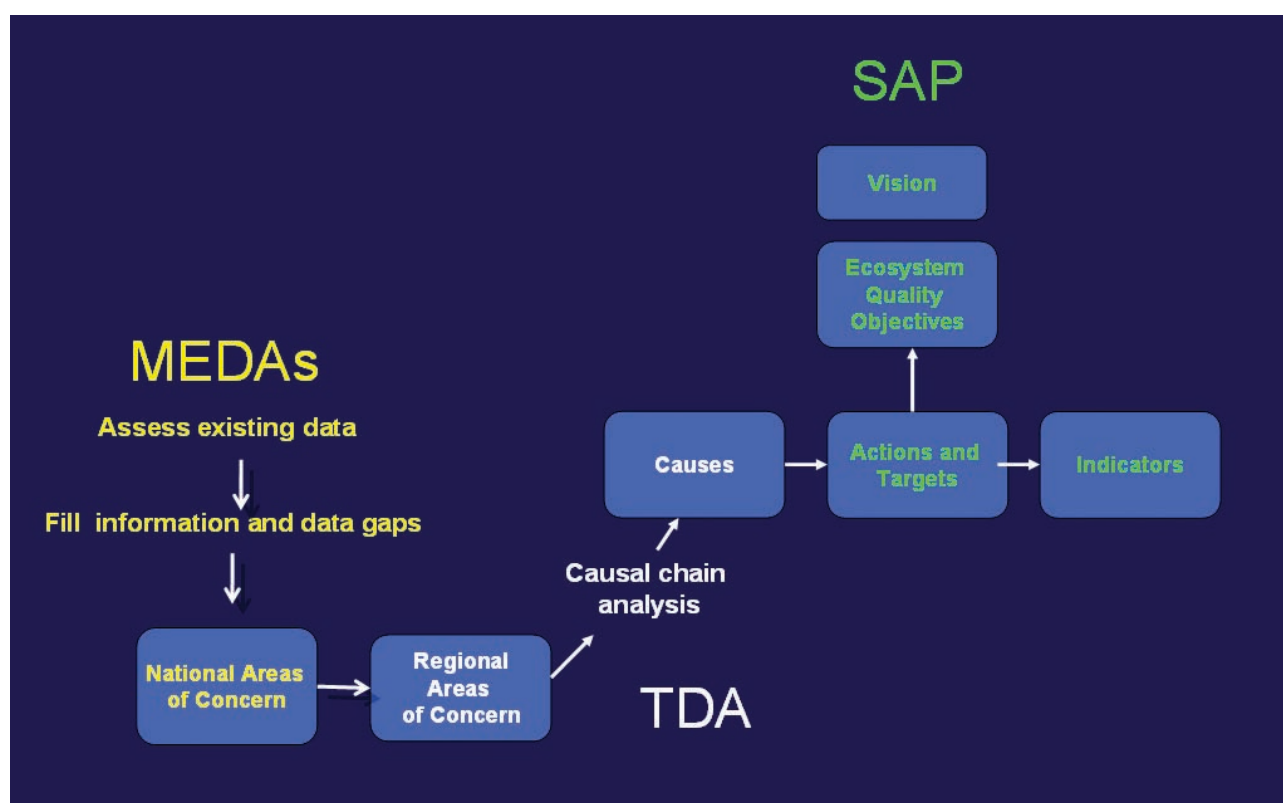 SAP
Vision
Ecosystem
Quality
Objectives
MEDAs
Assess existing data
Fill information and data gaps
Causes
Actions and
Targets
Indicators
Causal chain
analysis
National Areas
of Concern
Regional
Areas
of Concern
TDA